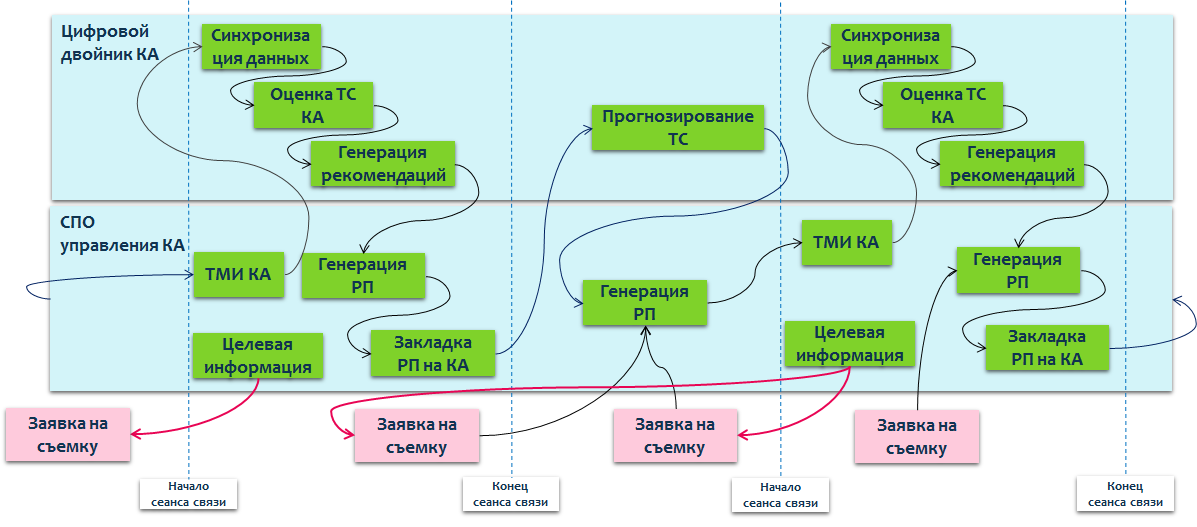 Цифровой
двойник КА
Синхрониза
ция данных
Оценка ТС
КА
Генерация
рекомендаций
Прогнозирование
ТС
Синхрониза
ция данных
Оценка ТС
КА
Генерация
рекомендаций
СПО
управления КА
ТМИ КА
Генерация
РП
Целевая
информация
Закладка
РП на КА
Генерация
РП
ТМИ КА
Целевая
информация
Генерация
РП
Закладка
РП на КА
Заявка на
съемку
Заявка на
съемку
Заявка на
съемку
Заявка на
съемку
Начало
сеанса связи
Конец
сеанса связи
Начало
сеанса связи
Конец
сеанса связи